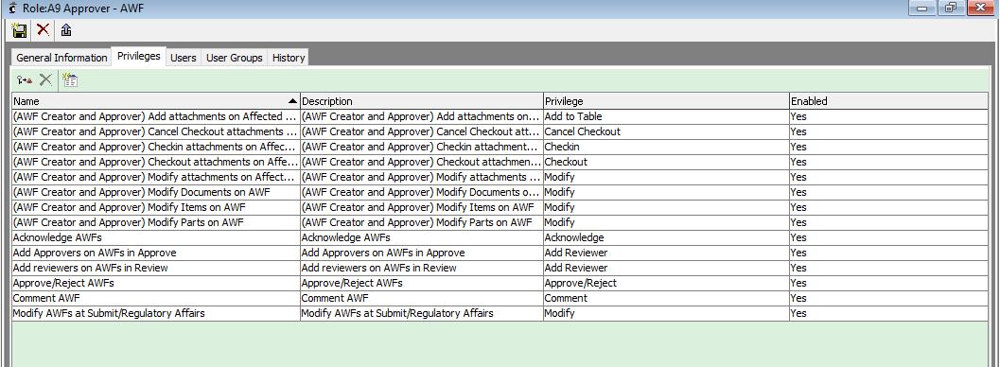 Role:A9 Approver - AWF
General Information Privileges Users User Groups History
Name Description Privilege Enabled
(AWF Creator and Approver) Add attachments on Affected ... (AWF Creator and Approver) Add attachments on... Add to Table Yes
(AWF Creator and Approver) Cancel Checkout attachments ... (AWF Creator and Approver) Cancel Checkout att... Cancel Checkout Yes
(AWF Creator and Approver) Checkin attachments on Affec... (AWF Creator and Approver) Checkin attachment... Checkin Yes
(AWF Creator and Approver) Checkout attachments on Affe... (AWF Creator and Approver) Checkout attachmen... Checkout Yes
(AWF Creator and Approver) Modify attachments on Affect... (AWF Creator and Approver) Modify attachments ... Modify Yes
(AWF Creator and Approver) Modify Documents on AWF (AWF Creator and Approver) Modify Documents o... Modify Yes
(AWF Creator and Approver) Modify Items on AWF (AWF Creator and Approver) Modify Items on AWF Modify Yes
(AWF Creator and Approver) Modify Parts on AWF (AWF Creator and Approver) Modify Parts on AWF Modify Yes
Acknowledge AWFs Acknowledge AWFs Acknowledge Yes
Add Approvers on AWFs in Approve Add Approvers on AWFs in Approve Add Reviewer Yes
Add reviewers on AWFs in Review Add reviewers on AWFs in Review Add Reviewer Yes
Approve/Reject AWFs Approve/Reject AWFs Approve/Reject Yes
Comment AWF Comment AWF Comment Yes
Modify AWFs at Submit/Regulatory Affairs Modify AWFs at Submit/Regulatory Affairs Modify Yes